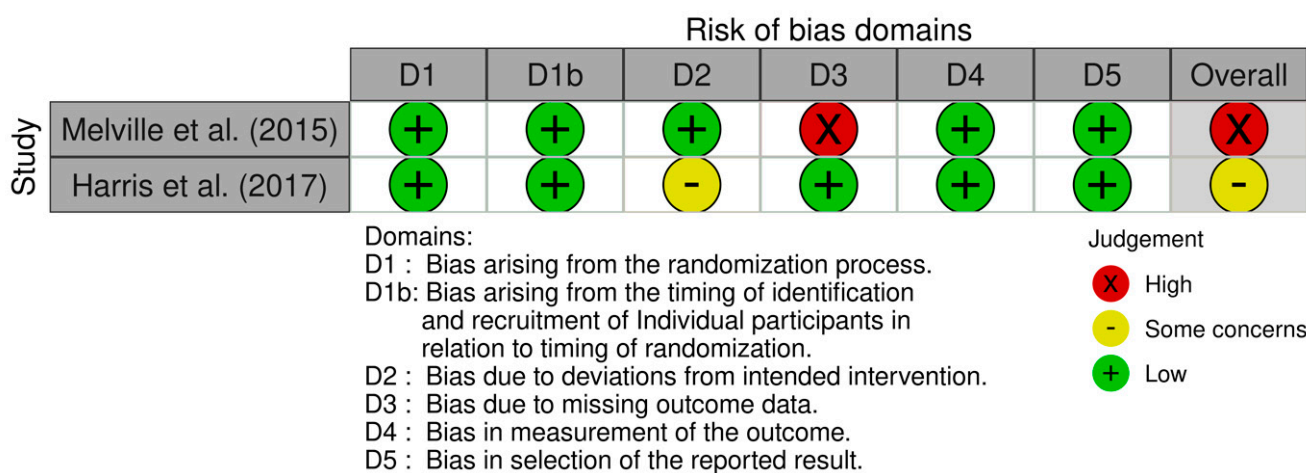 Risk of bias domains
D1 D1b D2 D3 D4 D5 Overall
Study
Melville et al. (2015) + + + X + + X
Harris et al. (2017) + + - + + + -
Domains:
D1 : Bias arising from the randomization process.
D1b: Bias arising from the timing of identification
and recruitment of Individual participants in
relation to timing of randomization.
D2 : Bias due to deviations from intended intervention.
D3 : Bias due to missing outcome data.
D4 : Bias in measurement of the outcome.
D5 : Bias in selection of the reported result.
Judgement
X High
- Some concerns
+ Low